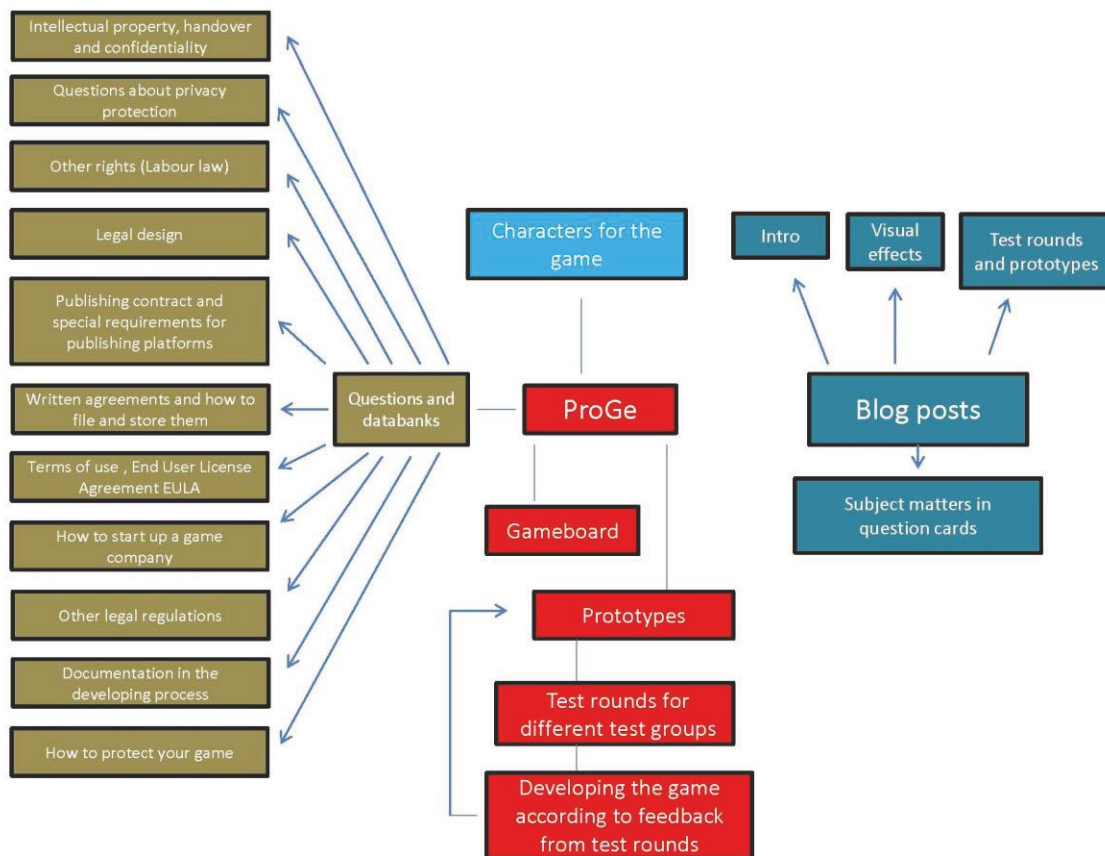 Intellectual property, handover
and confidentiality
Questions about privacy
protection
Other rights (Labour law)
Legal design
Publishing contract and
special requirements for
publishing platforms
Written agreements and how to
file and store them
Terms of use , End User License
Agreement EULA
How to start up a game
company
Other legal regulations
Documentation in the
developing process
How to protect your game
Questions and
databanks
Characters for the
game
ProGe
Gameboard
Prototypes
Test rounds for
different test groups
Developing the game
according to feedback
from test rounds
Intro
Visual
effects
Test rounds
and prototypes
Blog posts
Subject matters in
question cards